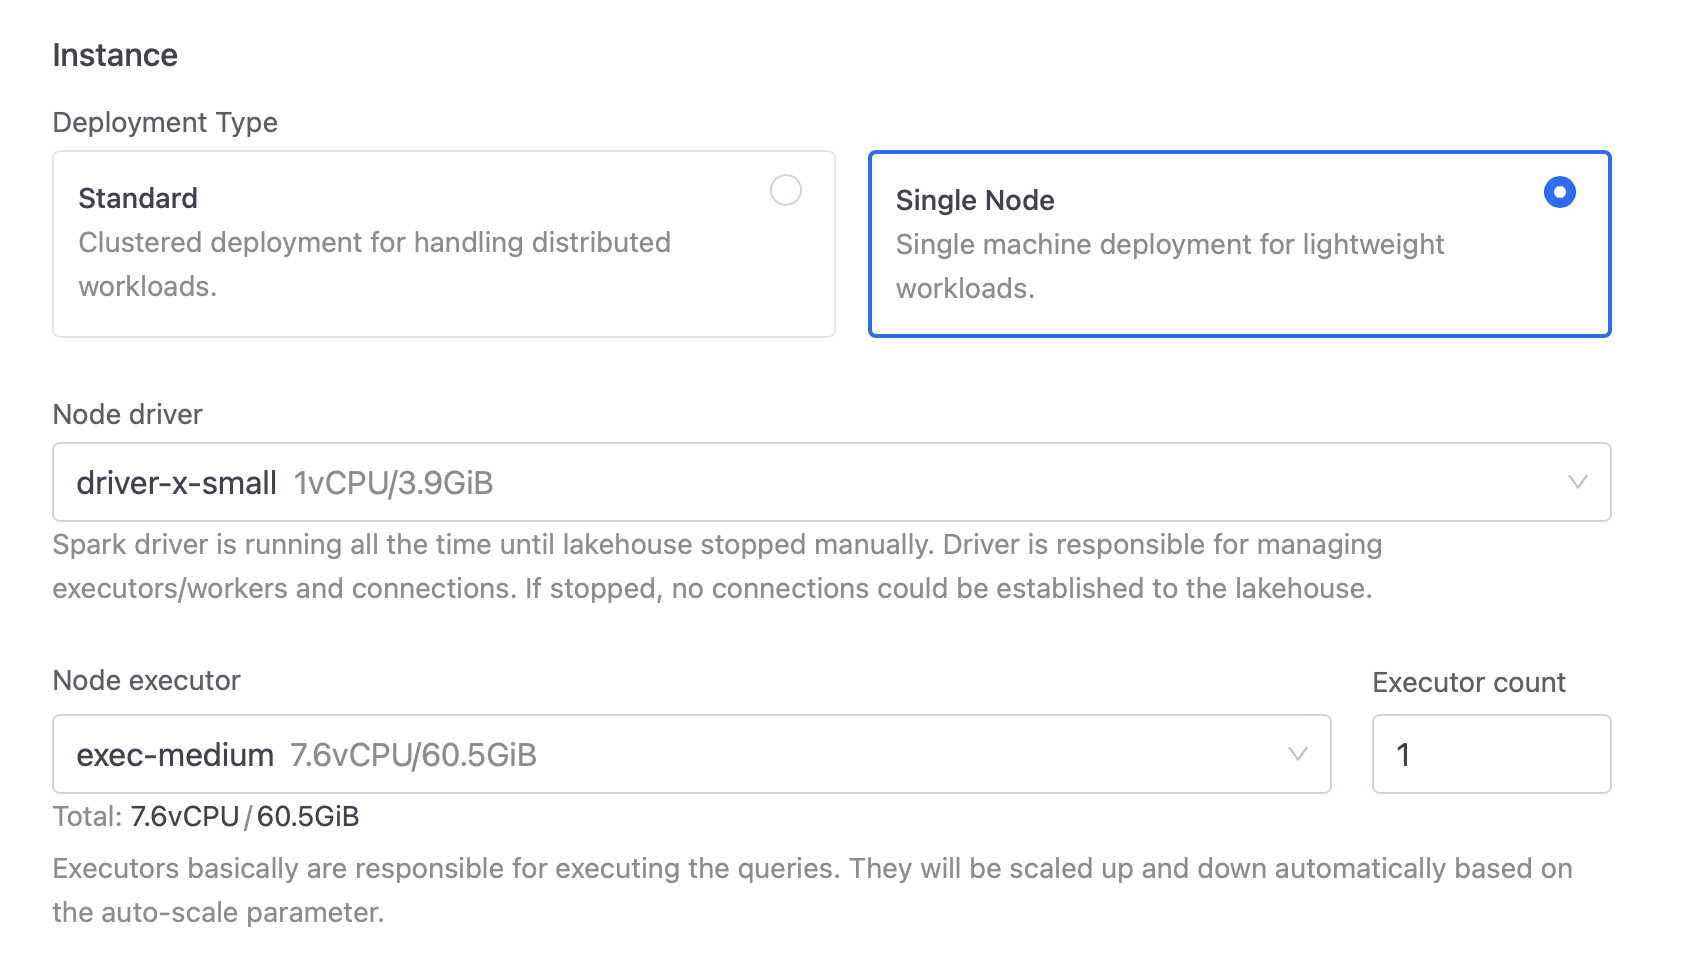 Instance
Deployment Type
Standard
Clustered deployment for handling distributed
workloads.
Single Node
Single machine deployment for lightweight
workloads.
Node driver
driver-x-small 1vCPU/3.9GiB
Spark driver is running all the time until lakehouse stopped manually. Driver is responsible for managing
executors/workers and connections. If stopped, no connections could be established to the lakehouse.
Node executor
exec-medium 7.6vCPU/60.5GiB
Executor count
1
Total: 7.6vCPU/60.5GiB
Executors basically are responsible for executing the queries. They will be scaled up and down automatically based on
the auto-scale parameter.